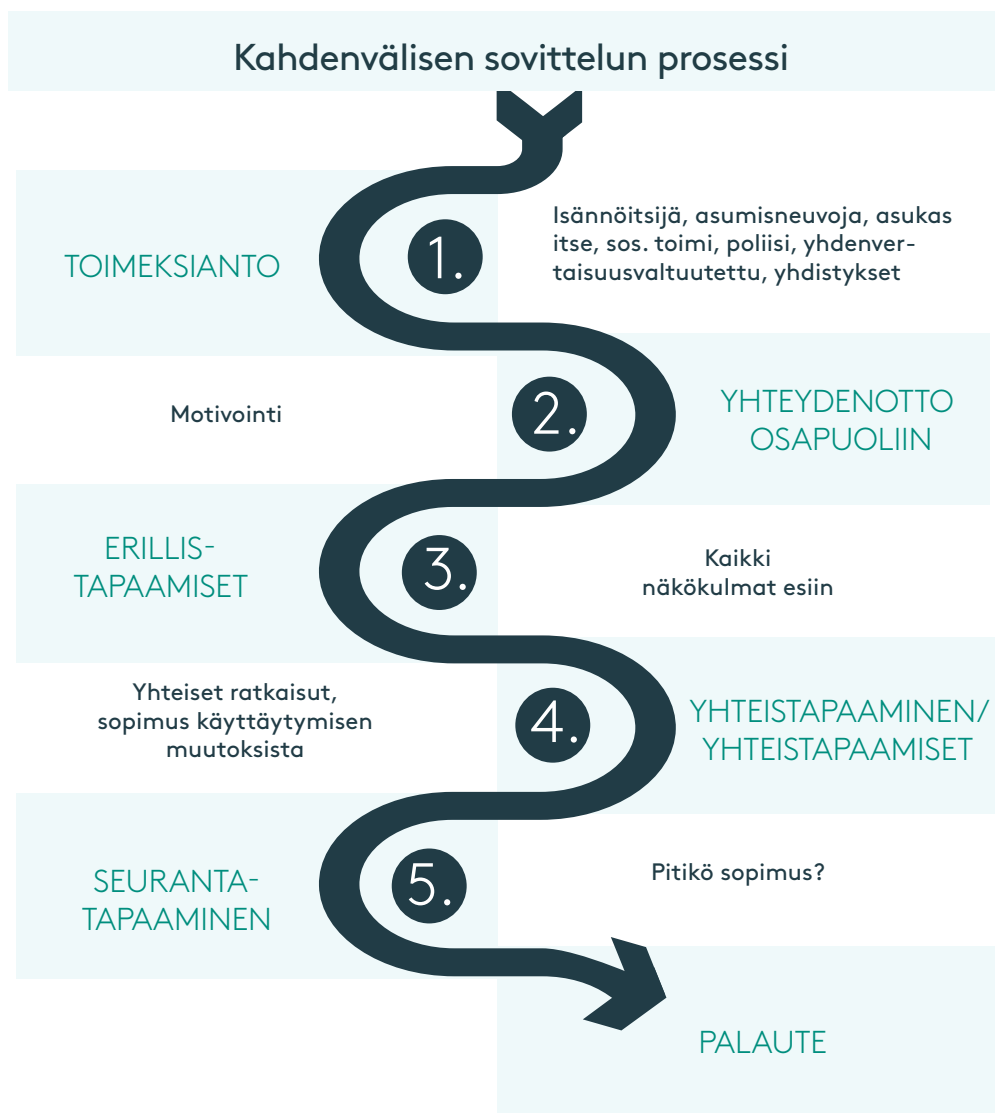 Kahdenvälisen sovittelun prosessi
TOIMEKSIANTO
1.
Isännöitsijä, asumisneuvoja, asukas
itse, sos. toimi, poliisi, yhdenver-
taisuusvaltuutettu, yhdistykset
Motivointi
2.
YHTEYDENOTTO
OSAPUOLIIN
ERILLIS-
TAPAAMISET
3.
Kaikki
näkökulmat esiin
Yhteiset ratkaisut,
sopimus käyttäytymisen
muutoksista
4.
YHTEISTAPAAMINEN/
YHTEISTAPAAMISET
SEURANTA-
TAPAAMINEN
5.
Pitikö sopimus?
PALAUTE